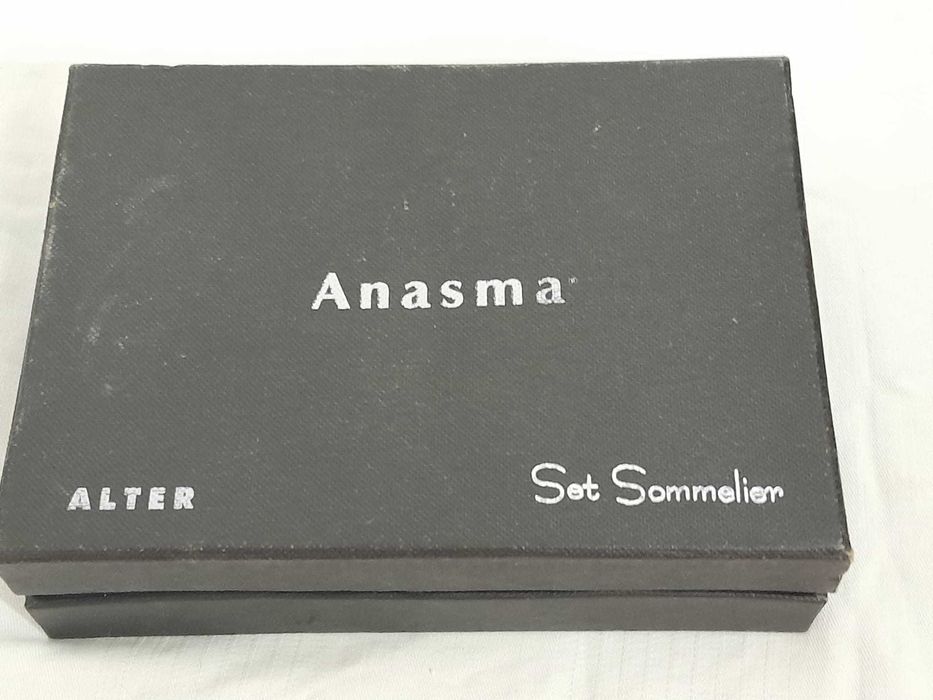 Anasma
ALTER
Set Sommelier